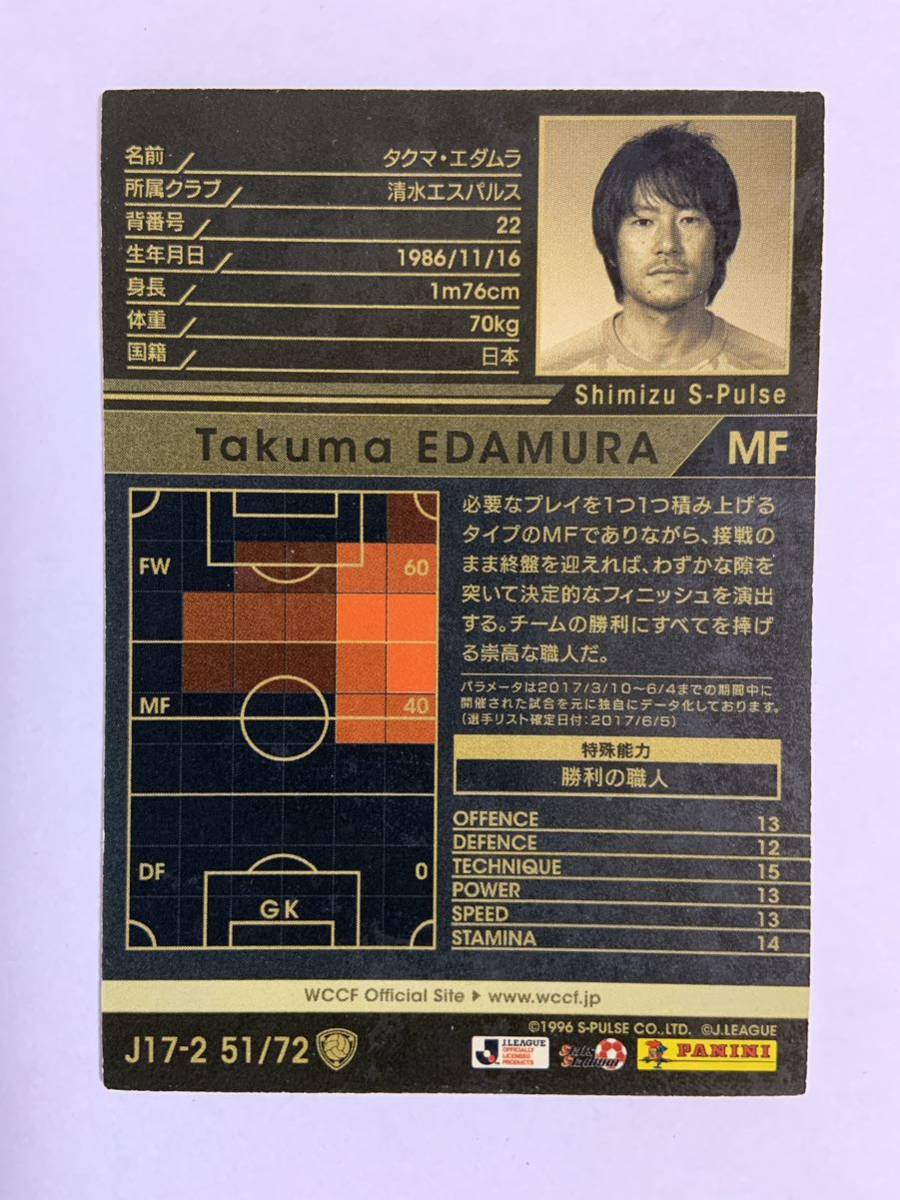 名前 タクマ・エダムラ
所属クラブ 清水エスパルス
背番号 22
生年月日 1986/11/16
身長 1m76cm
体重 70kg
国籍 日本
Shimizu S-Pulse
Takuma EDAMURA MF
FW 60
MF 40
DF 0
GK
必要なプレイを1つ1つ積み上げる
タイプのMFでありながら、接戦の
まま終盤を迎えれば、わずかな隙を
突いて決定的なフィニッシュを演出
する。チームの勝利にすべてを捧げ
る崇高な職人だ。
パラメータは2017/3/10～6/4までの期間中に
開催された試合を元に独自にデータ化しております。
(選手リスト確定日付:2017/6/5)
特殊能力
勝利の職人
OFFENCE 13
DEFENCE 12
TECHNIQUE 15
POWER 13
SPEED 13
STAMINA 14
WCCF Official Site ▶ www.wccf.jp
©1996 S-PULSE CO.,LTD. ©J.LEAGUE
J17-2 51/72
J.LEAGUE
OFFICIALLY
LICENSED
PRODUCTS
PANINI